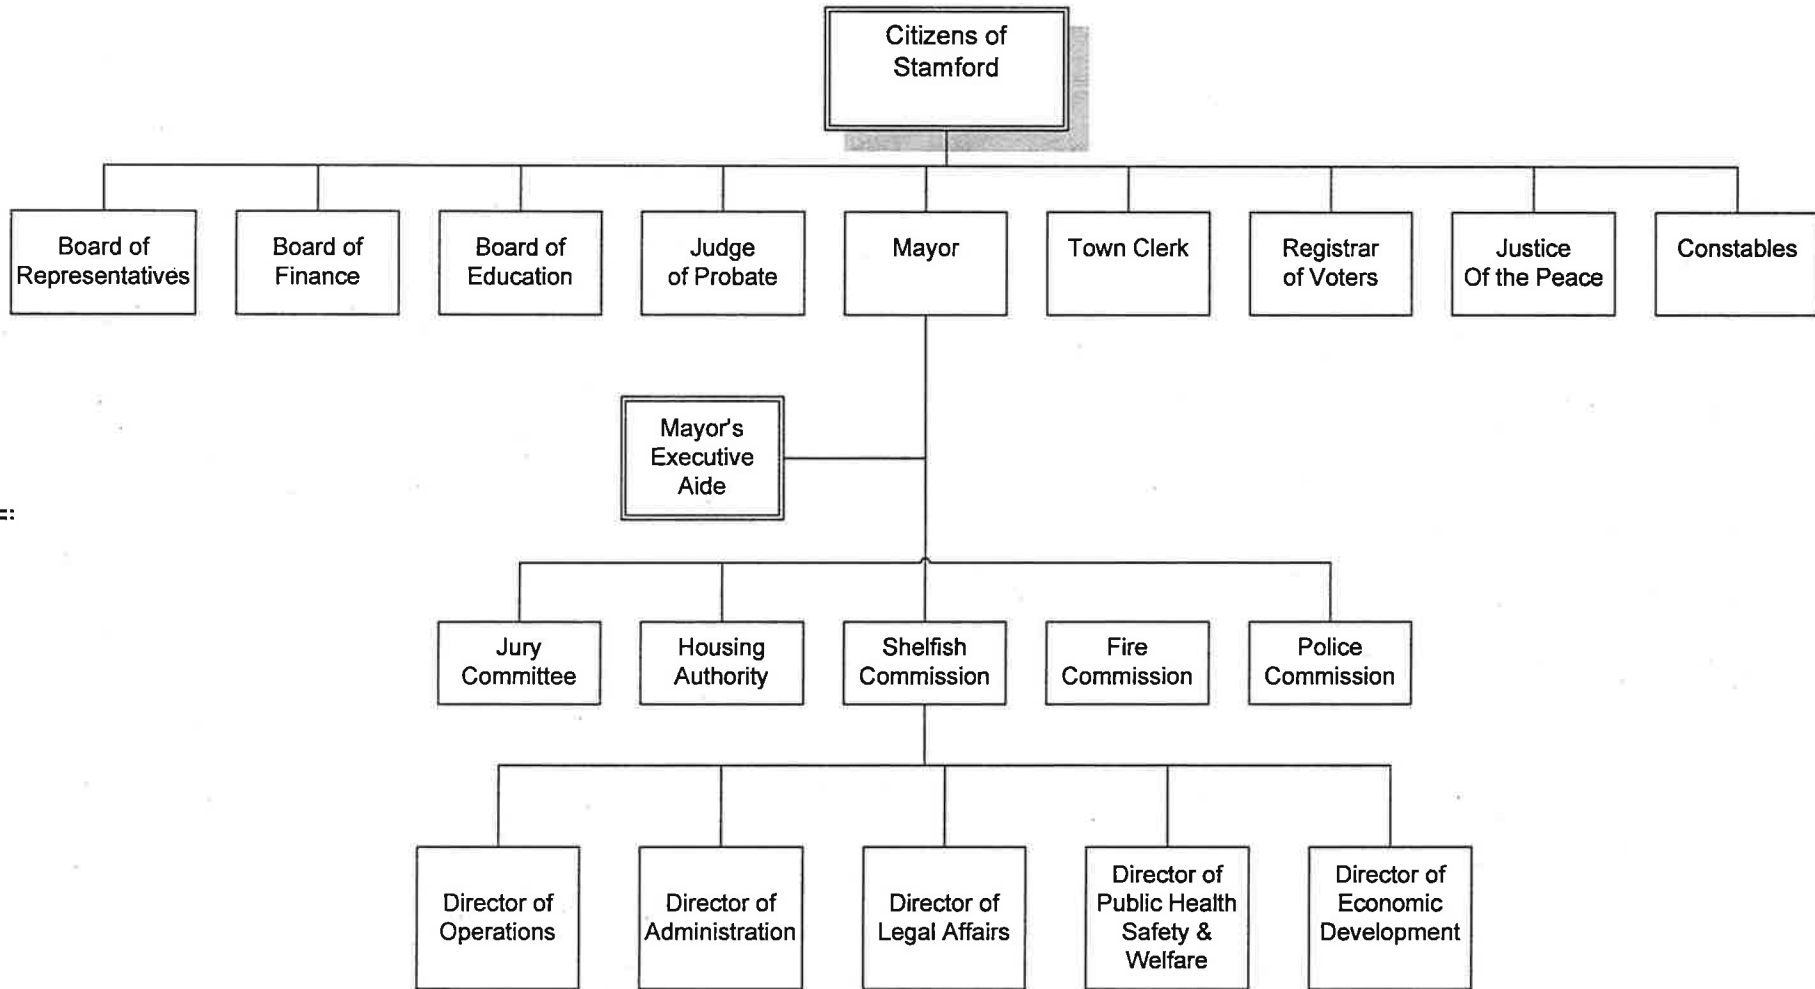 Citizens of
Stamford
Board of
Representatives
Board of
Finance
Board of
Education
Judge
of Probate
Mayor
Town Clerk
Registrar
of Voters
Justice
Of the Peace
Constables
Mayor's
Executive
Aide
Jury
Committee
Housing
Authority
Shelfish
Commission
Fire
Commission
Police
Commission
Director of
Operations
Director of
Administration
Director of
Legal Affairs
Director of
Public Health
Safety &
Welfare
Director of
Economic
Development